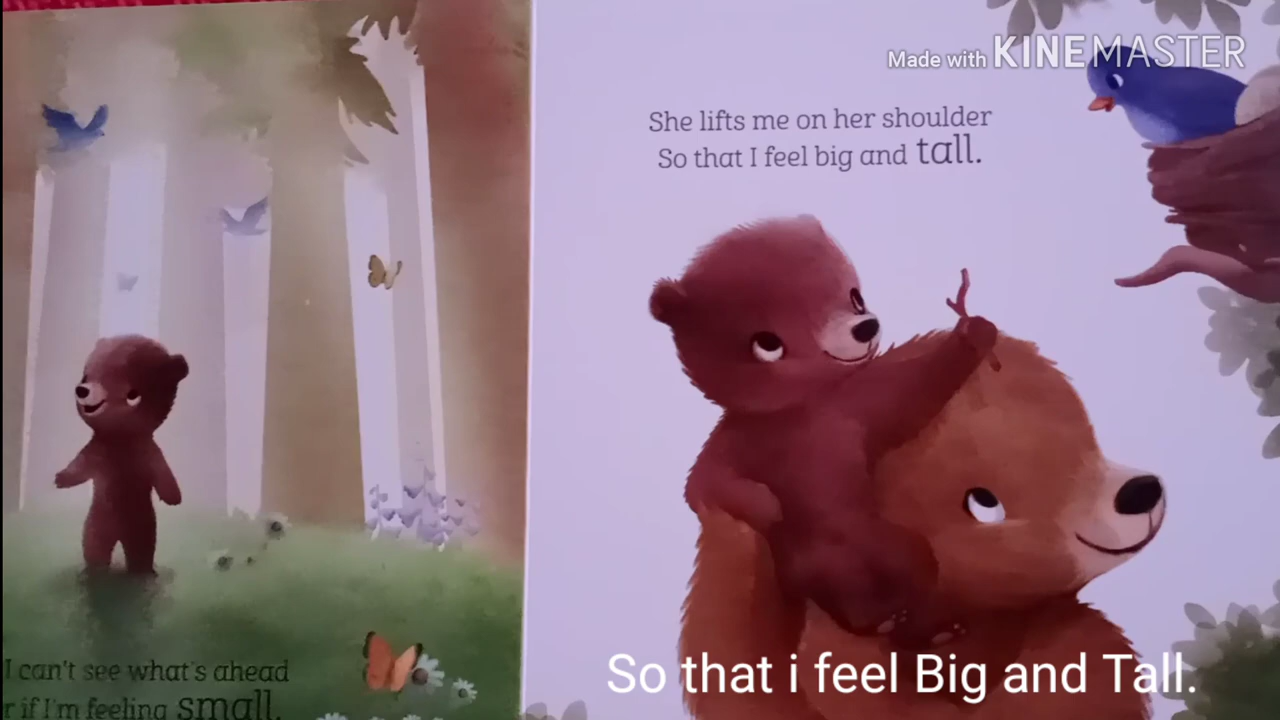 I can't see what's ahead
r if I'm feeling small.
Made with KINEMASTER
She lifts me on her shoulder
So that I feel big and tall.
So that i feel Big and Tall.